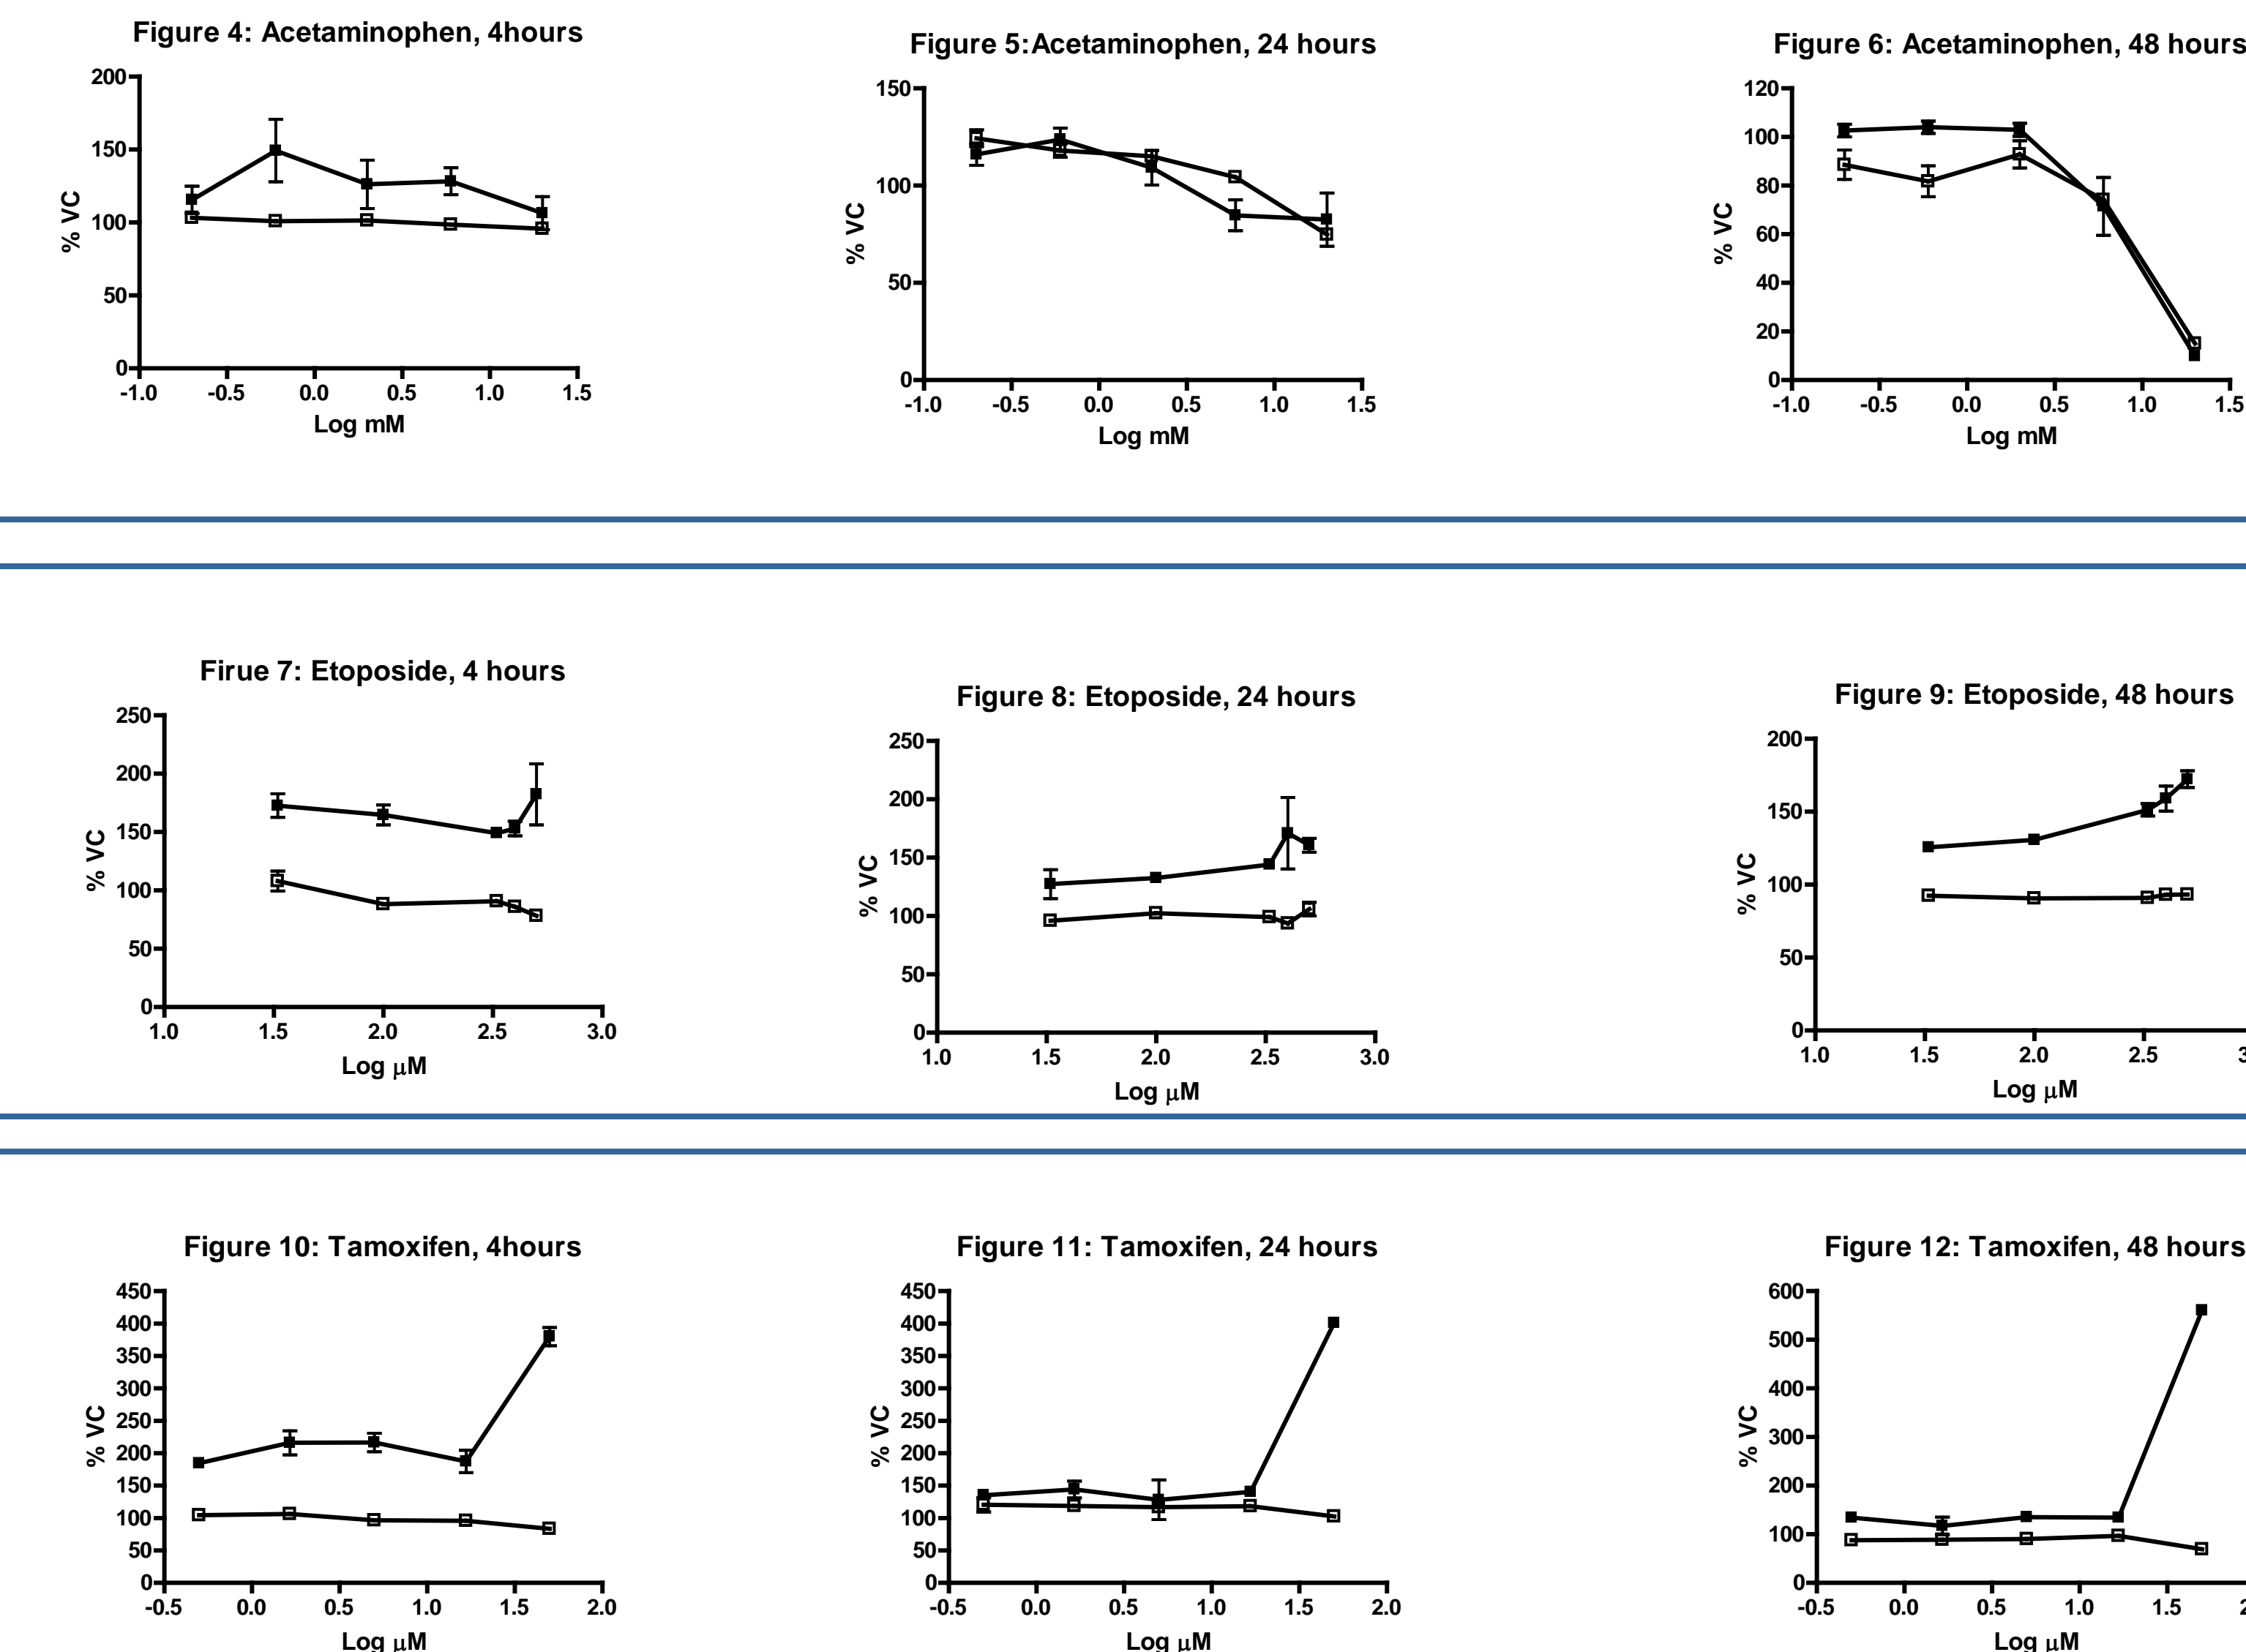 Figure 4: Acetaminophen, 4hours
200
150
100
50
0
% VC
-1.0 -0.5 0.0 0.5 1.0 1.5
Log mM
Figure 5:Acetaminophen, 24 hours
150
100
50
0
% VC
-1.0 -0.5 0.0 0.5 1.0 1.5
Log mM
Figure 6: Acetaminophen, 48 hours
120
100
80
60
40
20
0
% VC
-1.0 -0.5 0.0 0.5 1.0 1.5
Log mM
Firue 7: Etoposide, 4 hours
250
200
150
100
50
0
% VC
1.0 1.5 2.0 2.5 3.0
Log μM
Figure 8: Etoposide, 24 hours
250
200
150
100
50
0
% VC
1.0 1.5 2.0 2.5 3.0
Log μM
Figure 9: Etoposide, 48 hours
200
150
100
50
0
% VC
1.0 1.5 2.0 2.5
Log μM
Figure 10: Tamoxifen, 4hours
450
400
350
300
250
200
150
100
50
0
% VC
-0.5 0.0 0.5 1.0 1.5 2.0
Log μM
Figure 11: Tamoxifen, 24 hours
450
400
350
300
250
200
150
100
50
0
% VC
-0.5 0.0 0.5 1.0 1.5 2.0
Log μM
Figure 12: Tamoxifen, 48 hours
600
500
400
300
200
100
0
% VC
-0.5 0.0 0.5 1.0 1.5
Log μM